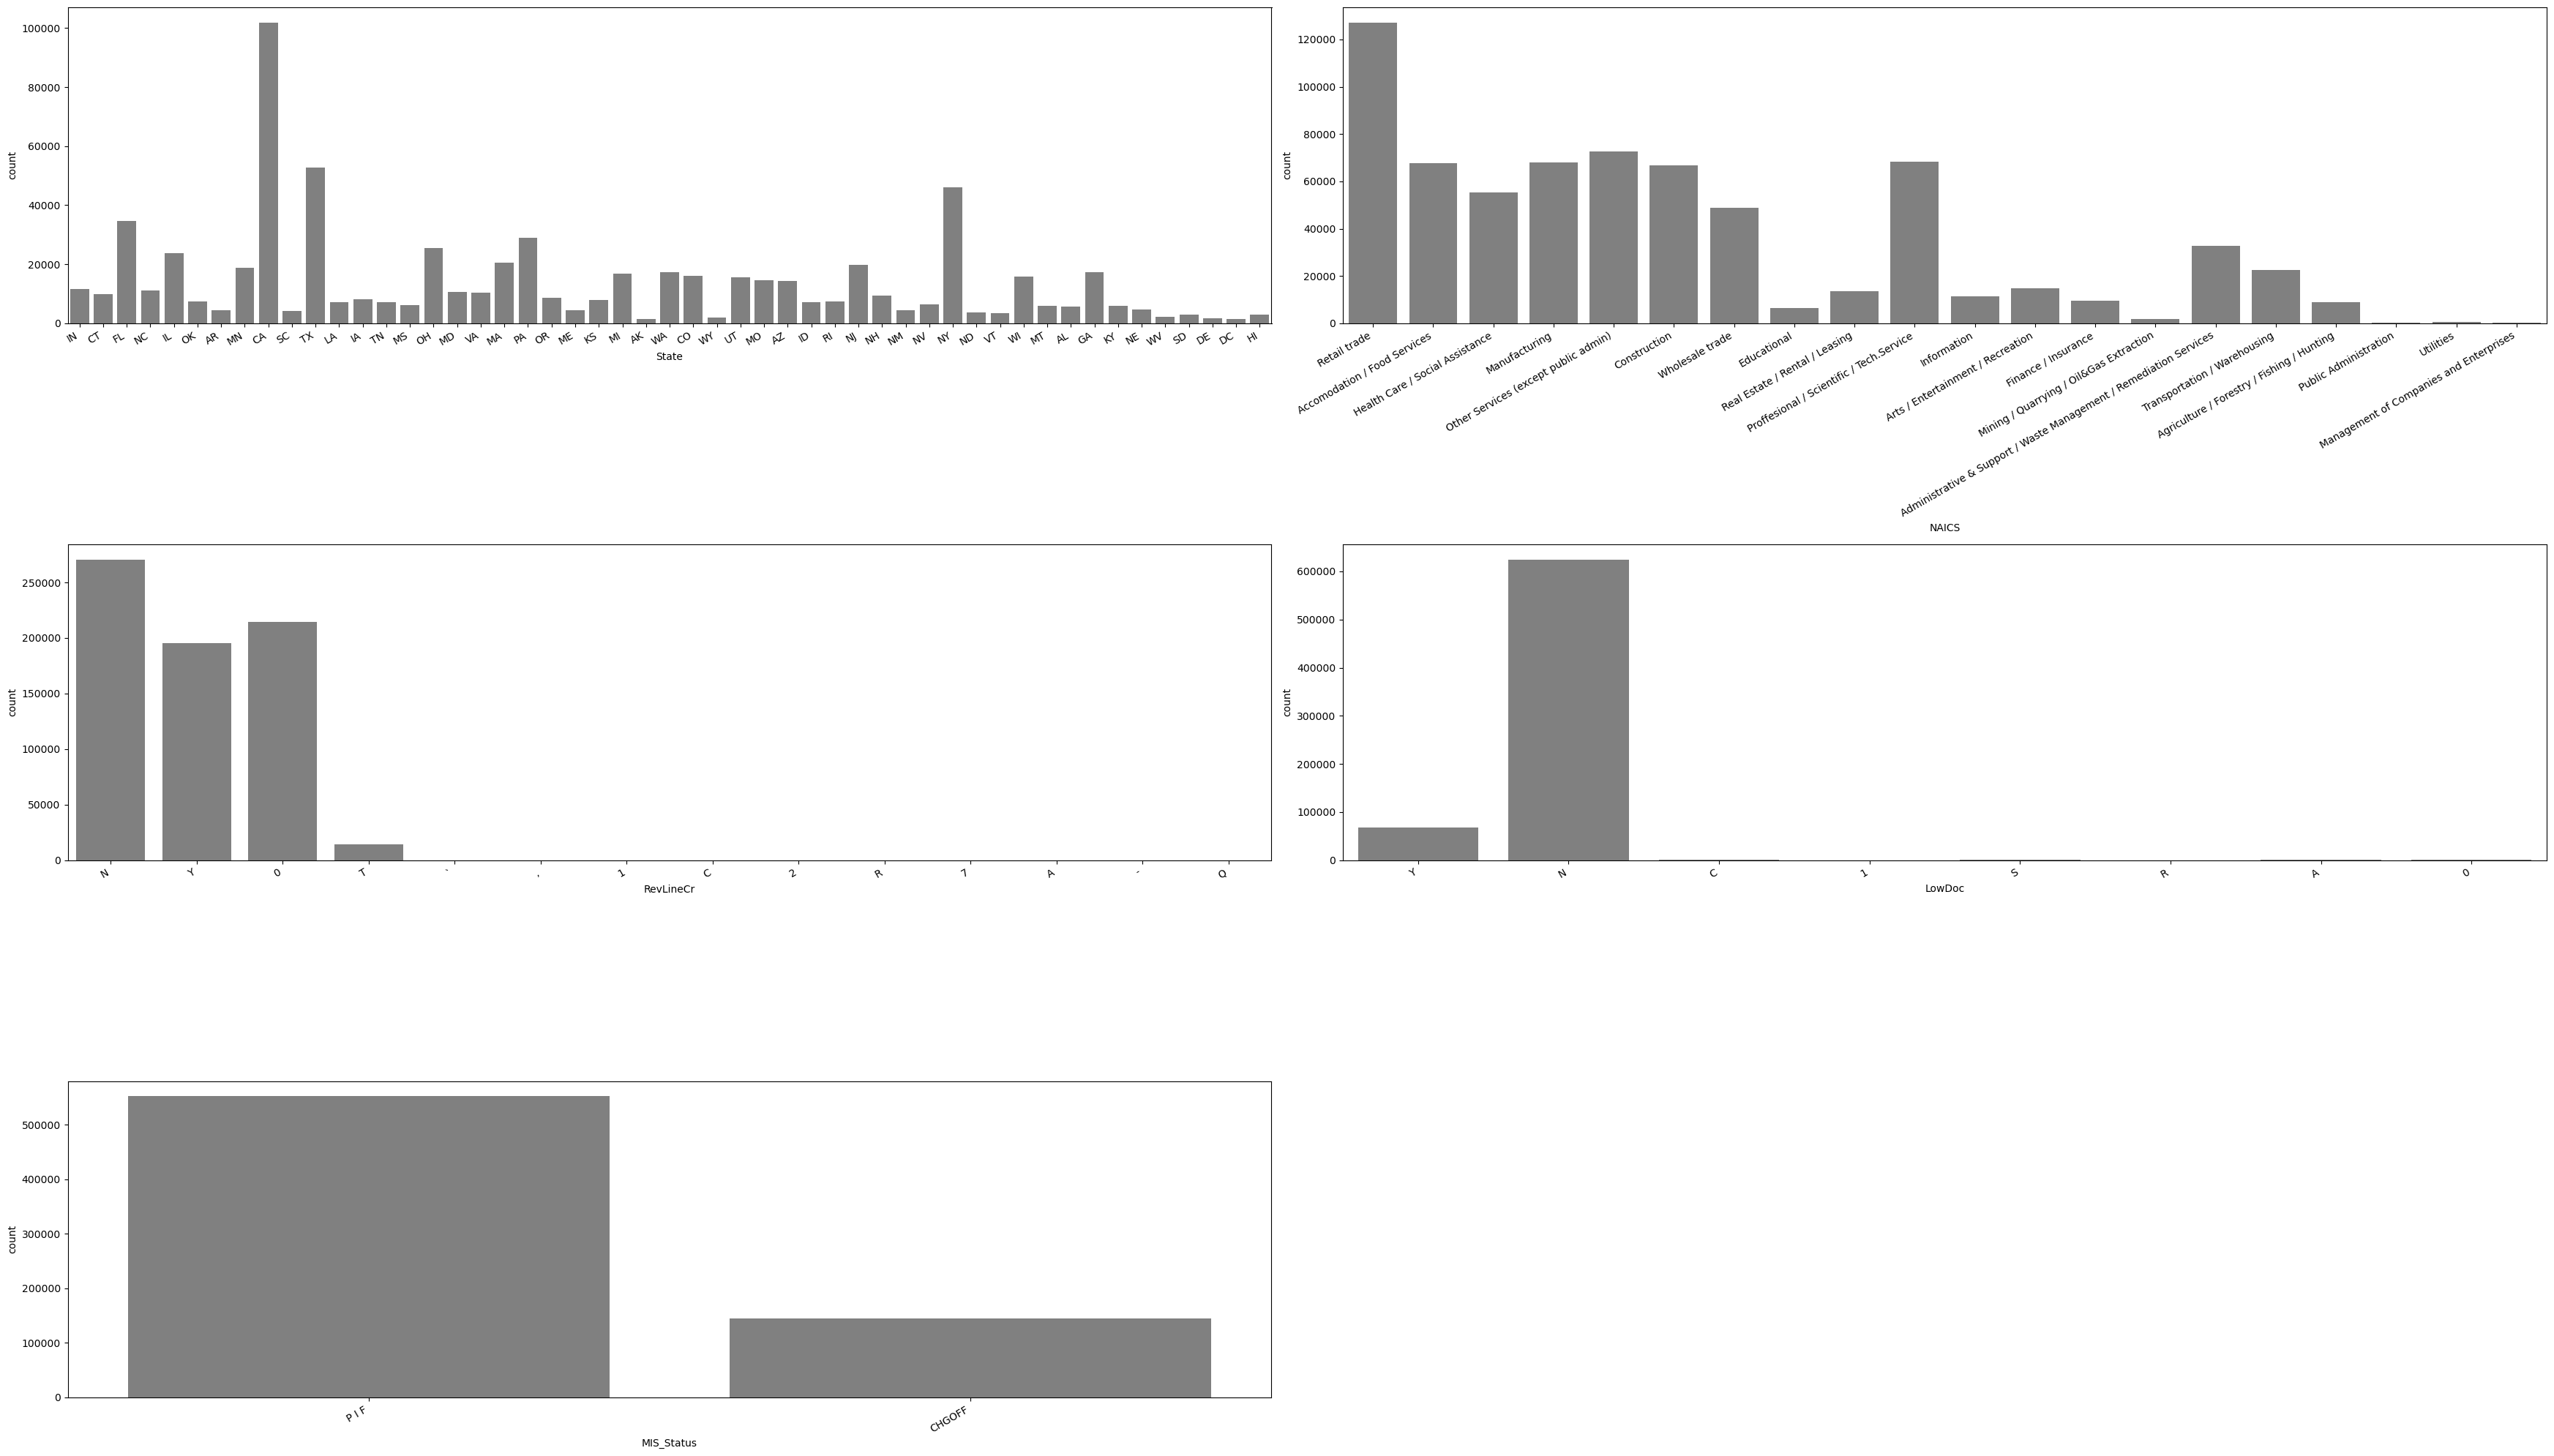 100000
80000
60000
40000
20000
0
count
IN CT FL NC IL OK AR MN CA SC TX LA IA TN MS OH MD VA MA PA OR ME KS MI AK WA CO WY UT MO AZ ID RI NJ NH NM NV NY ND VT WI MT AL GA KY NE WV SD DE DC HI
State
120000
100000
80000
60000
40000
20000
0
count
Retail trade
Accomodation / Food Services
Health Care / Social Assistance
Manufacturing
Other Services (except public admin)
Construction
Wholesale trade
Educational
Real Estate / Rental / Leasing
Proffesional / Scientific / Tech.Service
Information
Arts / Entertainment / Recreation
Finance / Insurance
Mining / Quarrying / Oil&Gas Extraction
Administrative & Support / Waste Management / Remediation Services
Transportation / Warehousing
Agriculture / Forestry / Fishing / Hunting
Public Administration
Utilities
Management of Companies and Enterprises
NAICS
250000
200000
150000
100000
50000
0
count
N Y 0 T ` , 1 C 2 R 7 A - Q
RevLineCr
600000
500000
400000
300000
200000
100000
0
count
Y N C 1 S R A 0
LowDoc
500000
400000
300000
200000
100000
0
count
P I F CHGOFF
MIS_Status